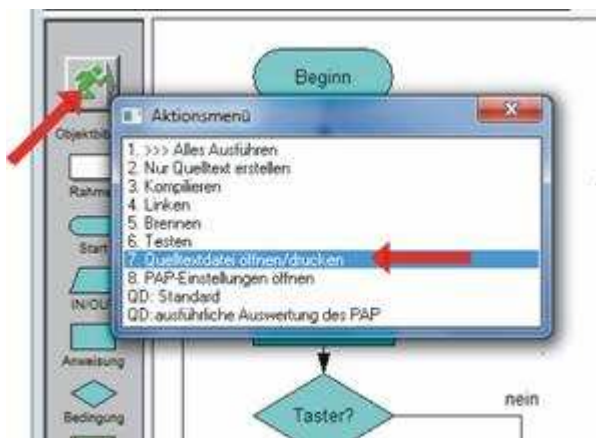 Beginn
Aktionsmenü
Objektbib
1. >>> Alles Ausführen
2. Nur Quelltext erstellen
3. Kompilieren
4. Linken
5. Brennen
6. Testen
7. Quelltextdatei öffnen/drucken
8. PAP-Einstellungen öffnen
QD: Standard
QD: ausführliche Auswertung des PAP
Rahme
Start
IN/OU
Anweisung
Bedingung
Taster?
nein